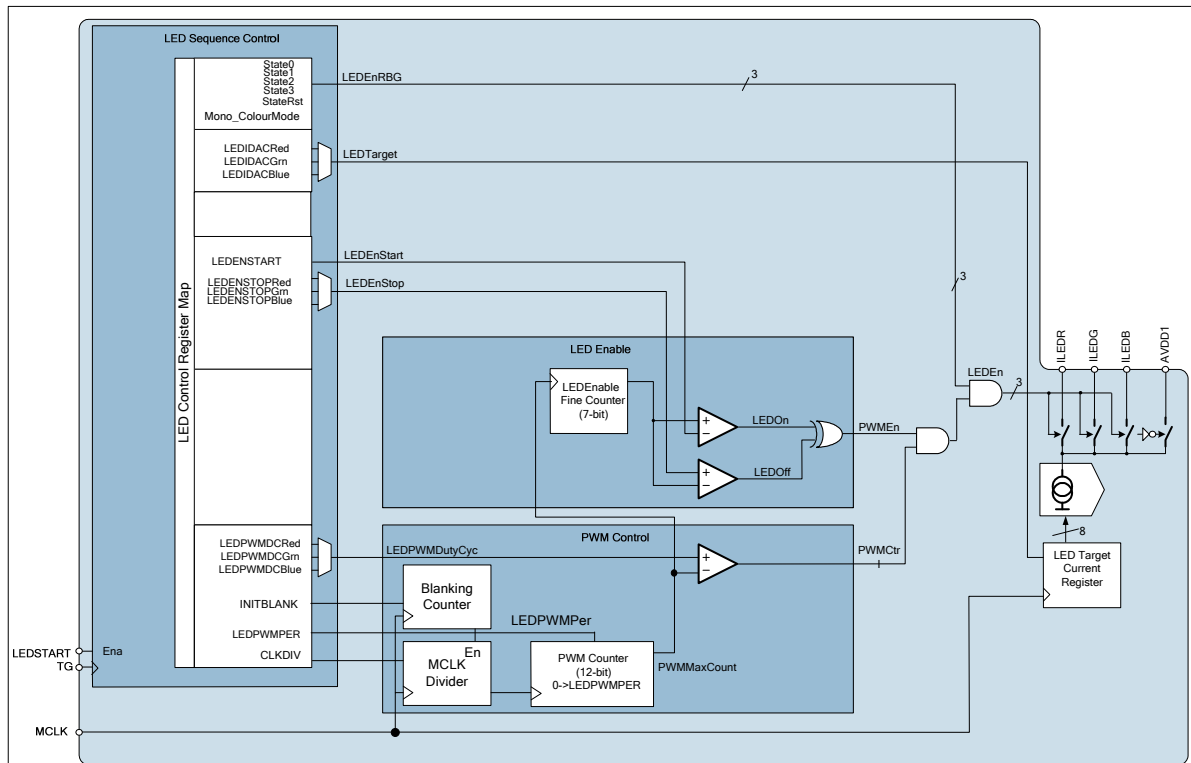 LED Sequence Control
LED Control Register Map
State0
State1
State2
State3
StateRst
Mono_ColourMode
LEDEnRBG
3
LEDIDACRed
LEDIDACGrn
LEDIDACBlue
LEDTarget
LEDENSTART
LEDEnStart
LEDENSTOPRed
LEDENSTOPGrn
LEDENSTOPBlue
LEDEnStop
3
LED Enable
LEDEnable
Fine Counter
(7-bit)
+
−
LEDOn
+
−
LEDOff
PWMEn
LEDEn
3
ILEDR
ILEDG
ILEDB
AVDD1
8
LED Target
Current
Register
PWM Control
LEDPWMDCRed
LEDPWMDCGrn
LEDPWMDCBlue
LEDPWMDutyCyc
+
−
PWMCtr
INITBLANK
Blanking
Counter
LEDPWMPER
LEDPWMPer
CLKDIV
En
MCLK
Divider
PWM Counter
(12-bit)
0->LEDPWMPER
PWMMaxCount
LEDSTART
Ena
TG
MCLK